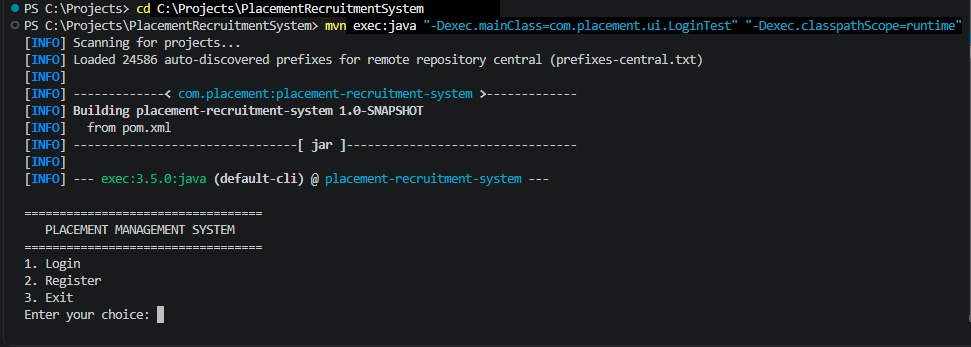 PS C:\Projects> cd C:\Projects\PlacementRecruitmentSystem
PS C:\Projects\PlacementRecruitmentSystem> mvn exec:java "-Dexec.mainClass=com.placement.ui.LoginTest" "-Dexec.classpathScope=runtime"
[INFO] Scanning for projects...
[INFO] Loaded 24586 auto-discovered prefixes for remote repository central (prefixes-central.txt)
[INFO]
[INFO] -------------< com.placement:placement-recruitment-system >-------------
[INFO] Building placement-recruitment-system 1.0-SNAPSHOT
[INFO]   from pom.xml
[INFO] --------------------------------[ jar ]---------------------------------
[INFO]
[INFO] --- exec:3.5.0:java (default-cli) @ placement-recruitment-system ---
==================================
   PLACEMENT MANAGEMENT SYSTEM
==================================
1. Login
2. Register
3. Exit
Enter your choice: